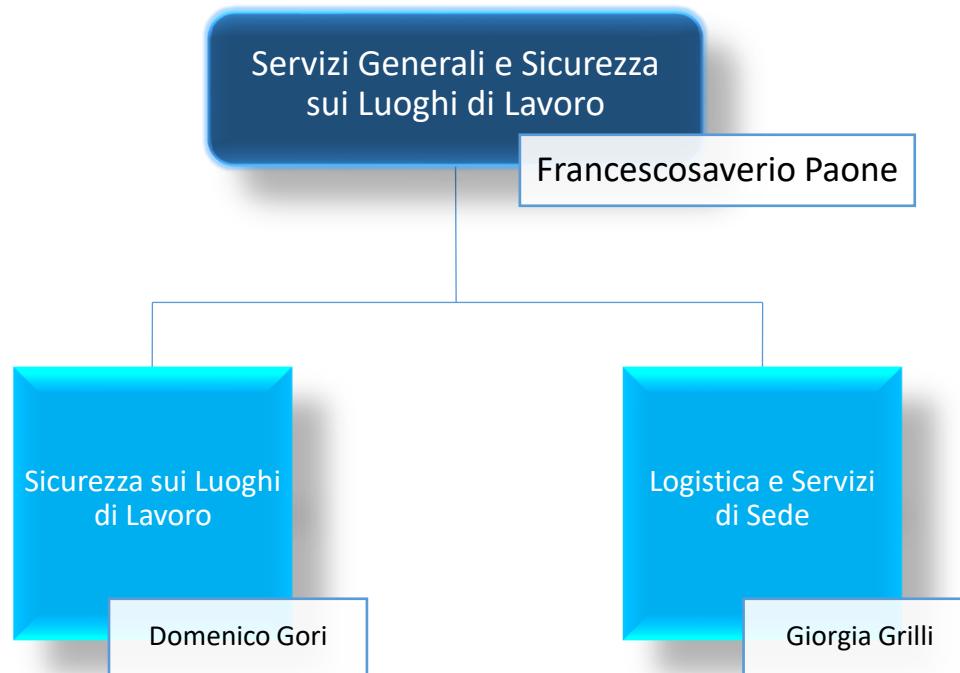 Servizi Generali e Sicurezza
sui Luoghi di Lavoro
Francescosaverio Paone
Sicurezza sui Luoghi
di Lavoro
Domenico Gori
Logistica e Servizi
di Sede
Giorgia Grilli